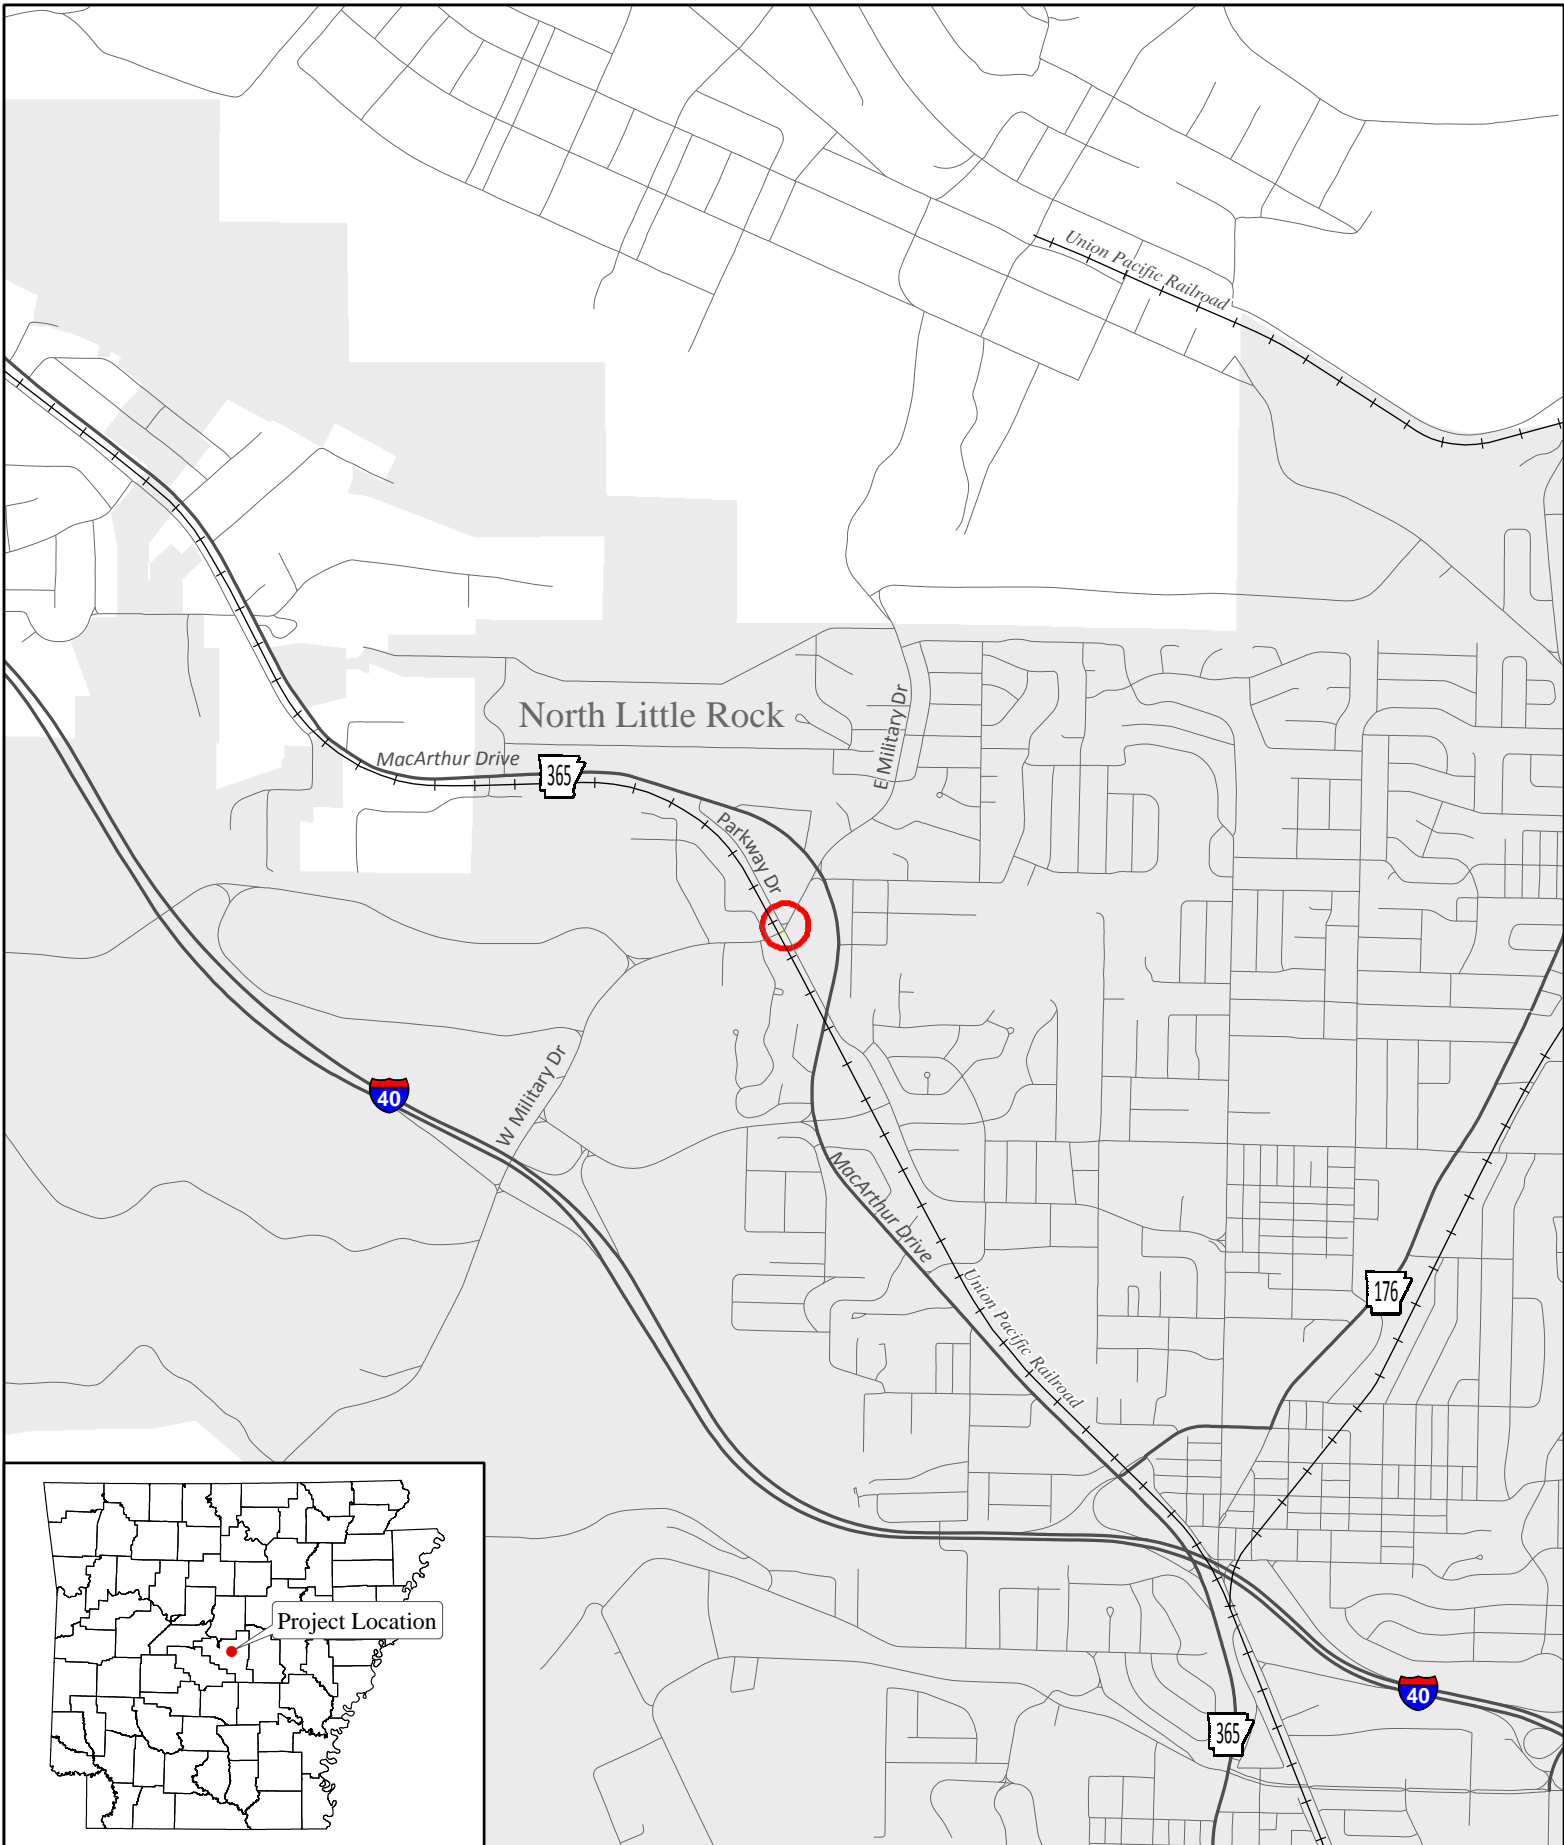 Union Pacific Railroad
North Little Rock
E Military Dr
MacArthur Drive
365
Parkway Dr
40
W Military Dr
MacArthur Drive
Union Pacific Railroad
176
Project Location
40
365